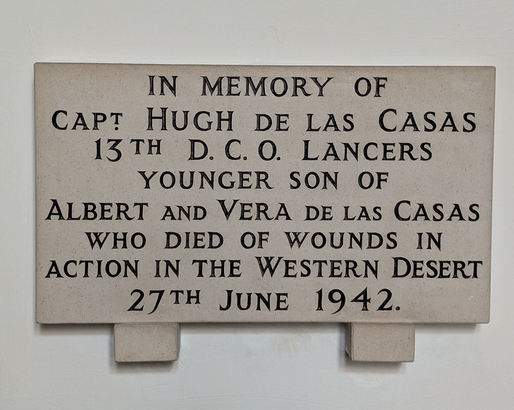 IN MEMORY OF
CAPT HUGH DE LAS CASAS
13TH D.C.O. LANCERS
YOUNGER SON OF
ALBERT AND VERA DE LAS CASAS
WHO DIED OF WOUNDS IN
ACTION IN THE WESTERN DESERT
27TH JUNE 1942.